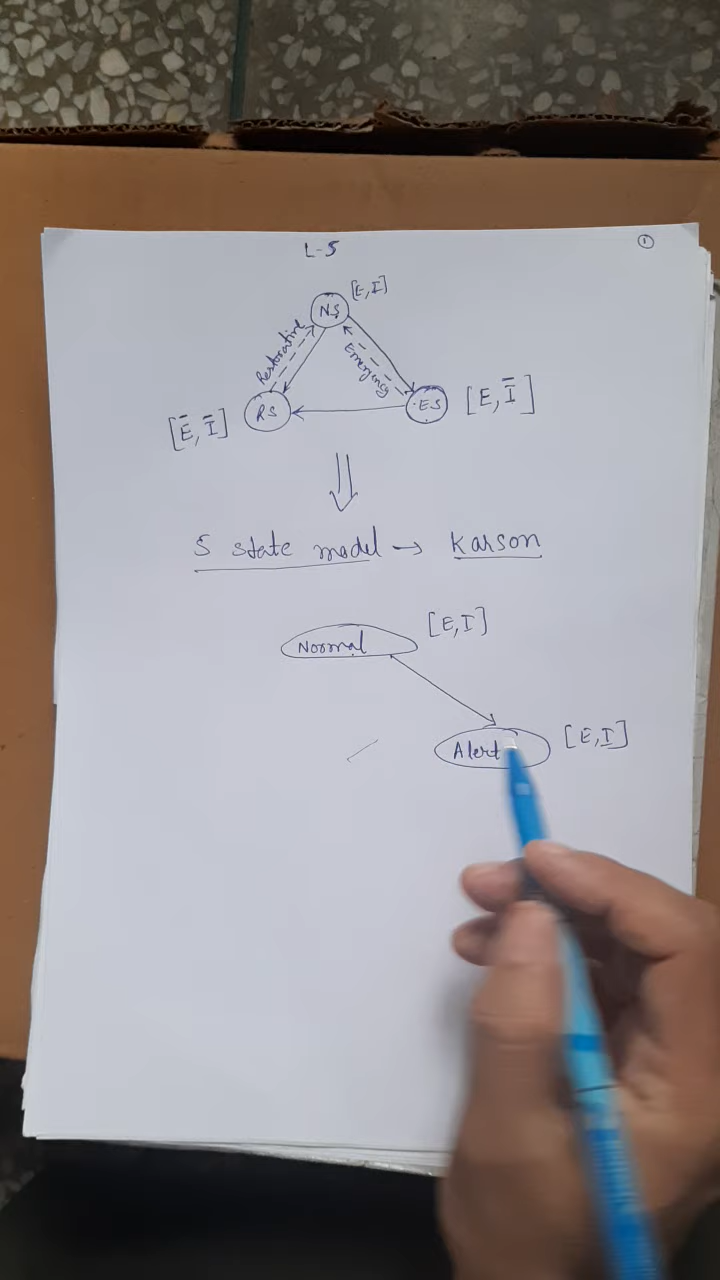 L-5 ①
NS [E,I]
Restorative Emergency
[Ē,Ī] RS ES [E,Ī]
5 state model → Karson
Normal [E,I]
Alert [E,I]